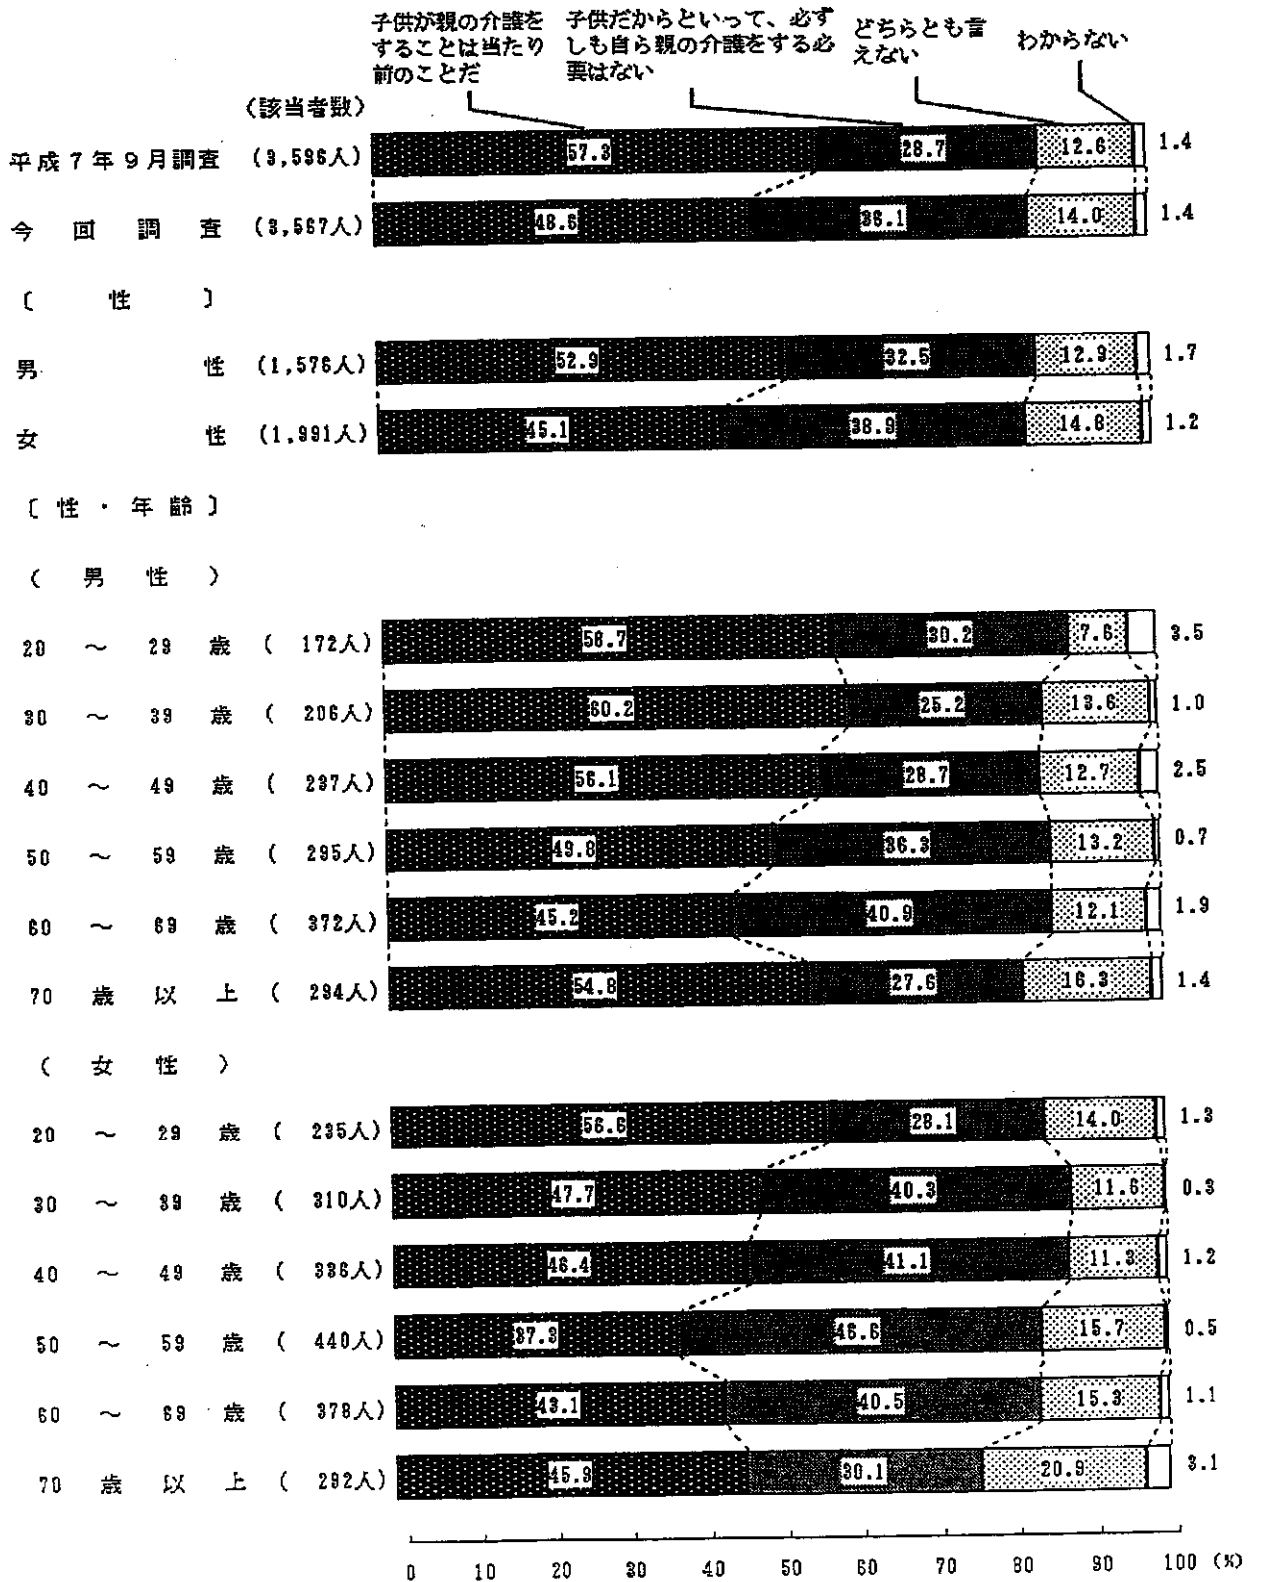 子供が親の介護を
することは当たり
前のことだ
子供だからといって、必ず
しも自ら親の介護をする必
要はない
どちらとも言
えない
わからない
(該当者数)
平成7年9月調査 (3,596人) 57.3 28.7 12.6 1.4
今回調査 (3,567人) 48.6 36.1 14.0 1.4
〔性〕
男性 (1,576人) 52.9 32.5 12.9 1.7
女性 (1,991人) 45.1 38.9 14.8 1.2
〔性・年齢〕
(男性)
20～29歳 (172人) 58.7 30.2 7.6 3.5
30～39歳 (206人) 60.2 25.2 13.6 1.0
40～49歳 (237人) 56.1 28.7 12.7 2.5
50～59歳 (295人) 49.8 36.3 13.2 0.7
60～69歳 (372人) 45.2 40.9 12.1 1.9
70歳以上 (294人) 54.8 27.6 16.3 1.4
(女性)
20～29歳 (235人) 56.6 28.1 14.0 1.3
30～39歳 (310人) 47.7 40.3 11.6 0.3
40～49歳 (336人) 46.4 41.1 11.3 1.2
50～59歳 (440人) 37.3 46.6 15.7 0.5
60～69歳 (378人) 43.1 40.5 15.3 1.1
70歳以上 (292人) 45.9 30.1 20.9 3.1
0 10 20 30 40 50 60 70 80 90 100 (%)